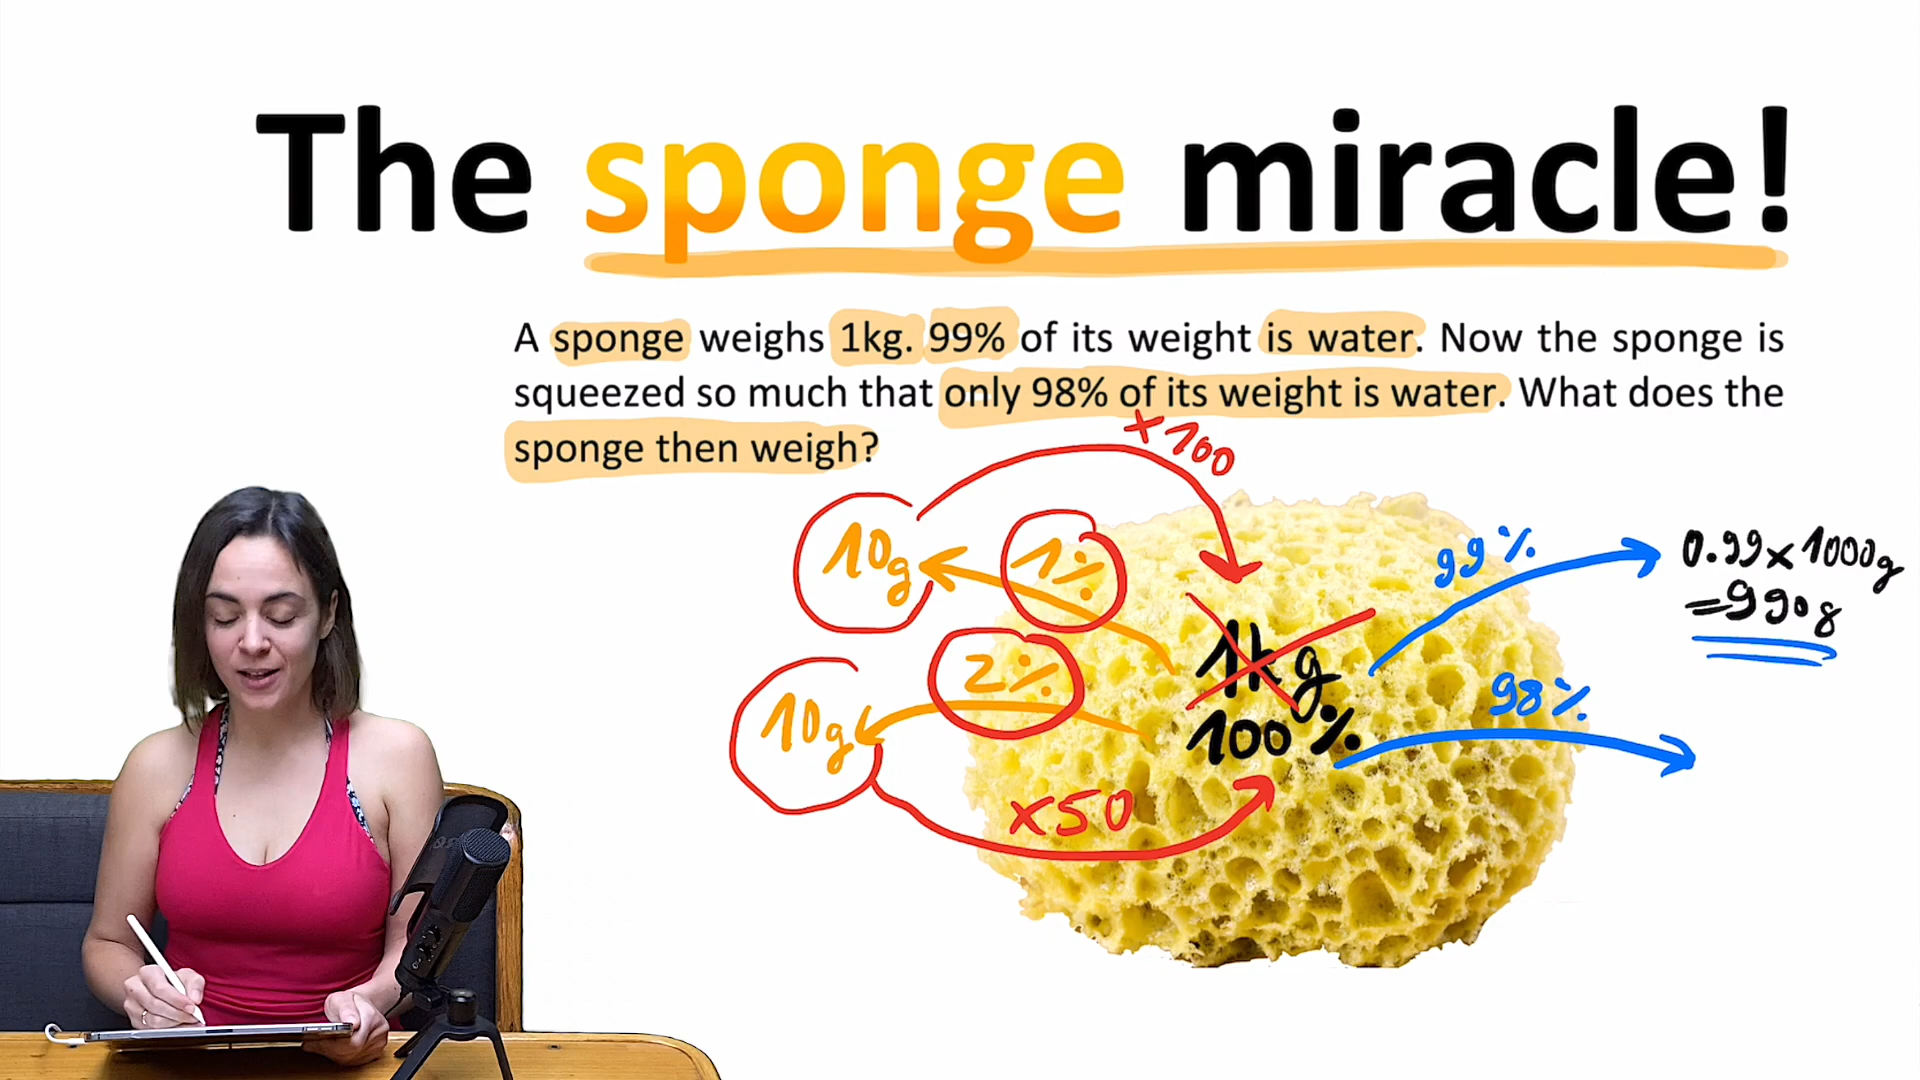 The sponge miracle!
A sponge weighs 1kg. 99% of its weight is water. Now the sponge is
squeezed so much that only 98% of its weight is water. What does the
sponge then weigh?
×100
10g
1%
99%
0.99×1000g
=990g
1kg
2%
10g
100%
98%
×50